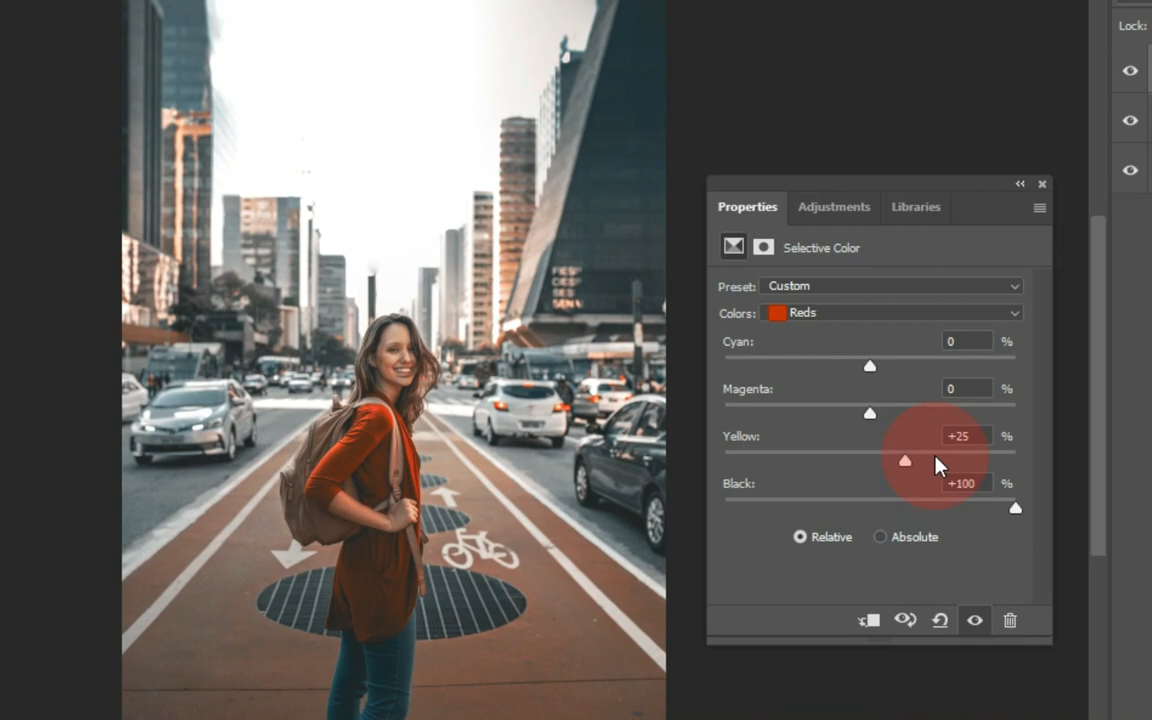 Lock:
Properties
Adjustments
Libraries
Selective Color
Preset: Custom
Colors: Reds
Cyan: 0 %
Magenta: 0 %
Yellow: +25 %
Black: +100 %
Relative
Absolute